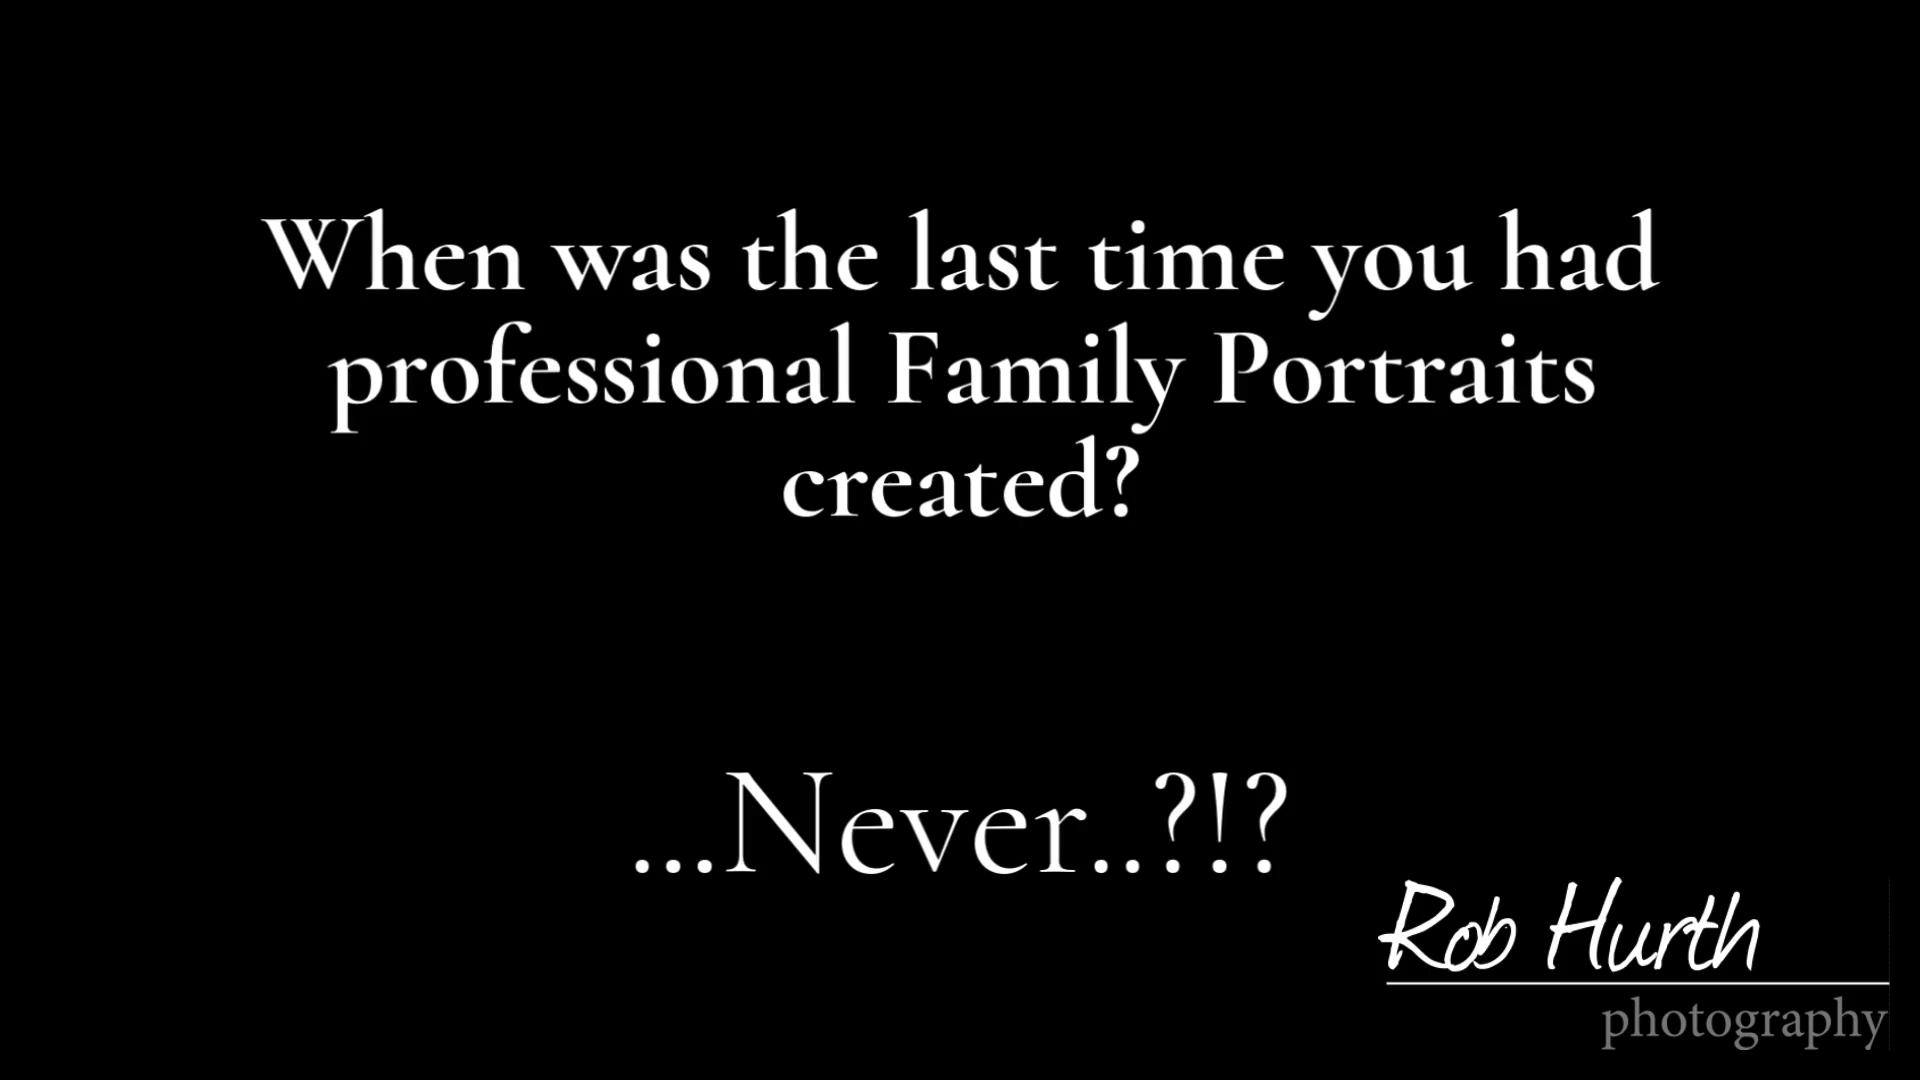 When was the last time you had
professional Family Portraits
created?
...Never..?!?
Rob Hurth
photography